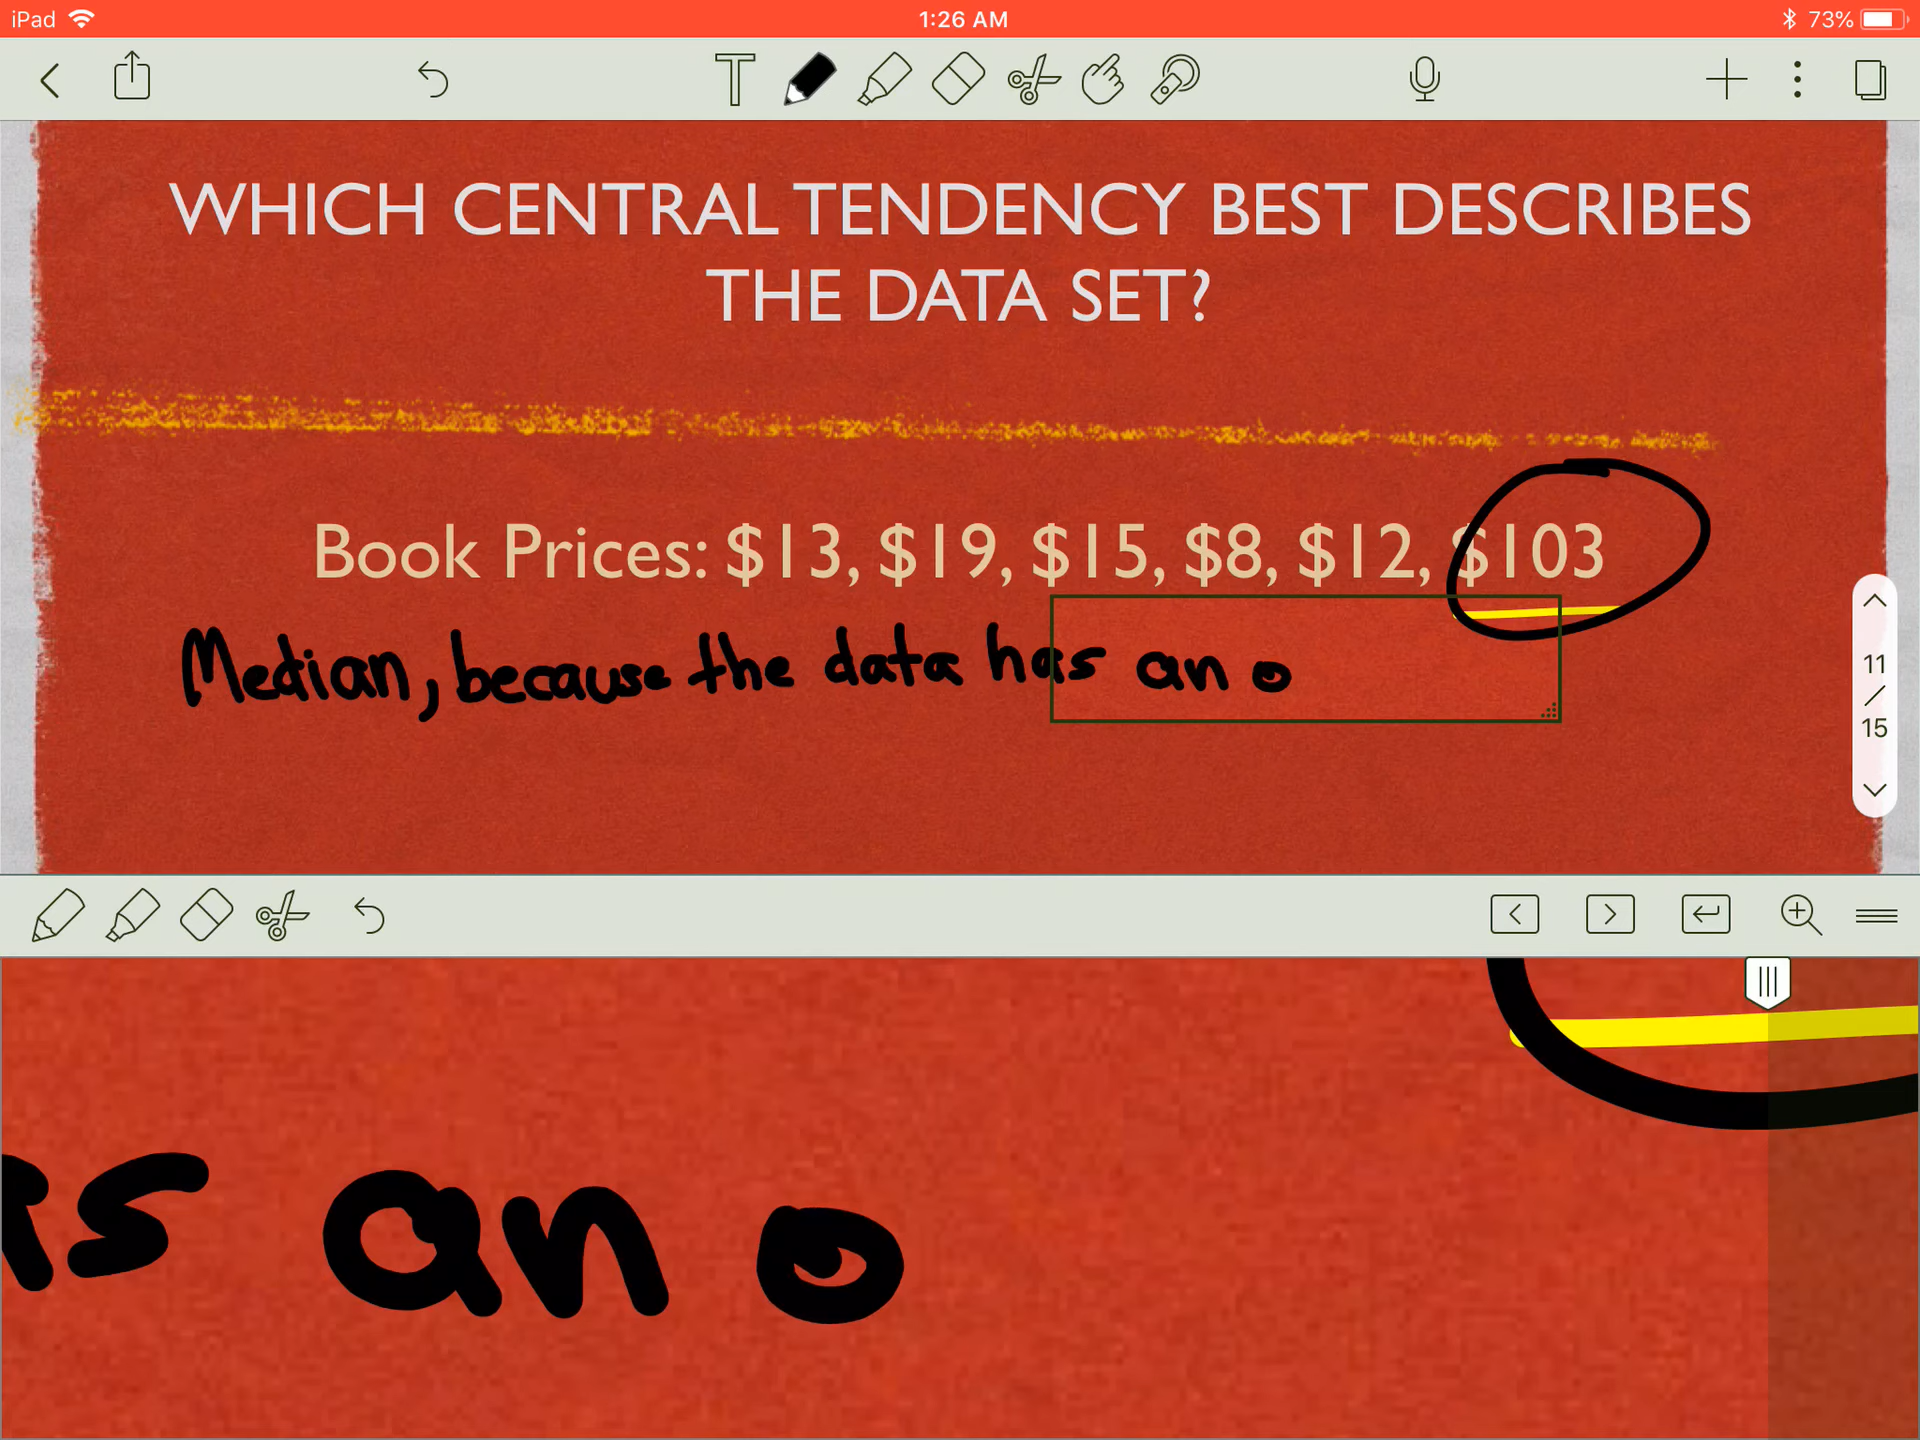 iPad 1:26 AM 73%
WHICH CENTRAL TENDENCY BEST DESCRIBES
THE DATA SET?
Book Prices: $13, $19, $15, $8, $12, $103
Median, because the data has an o
11
/
15
as an o